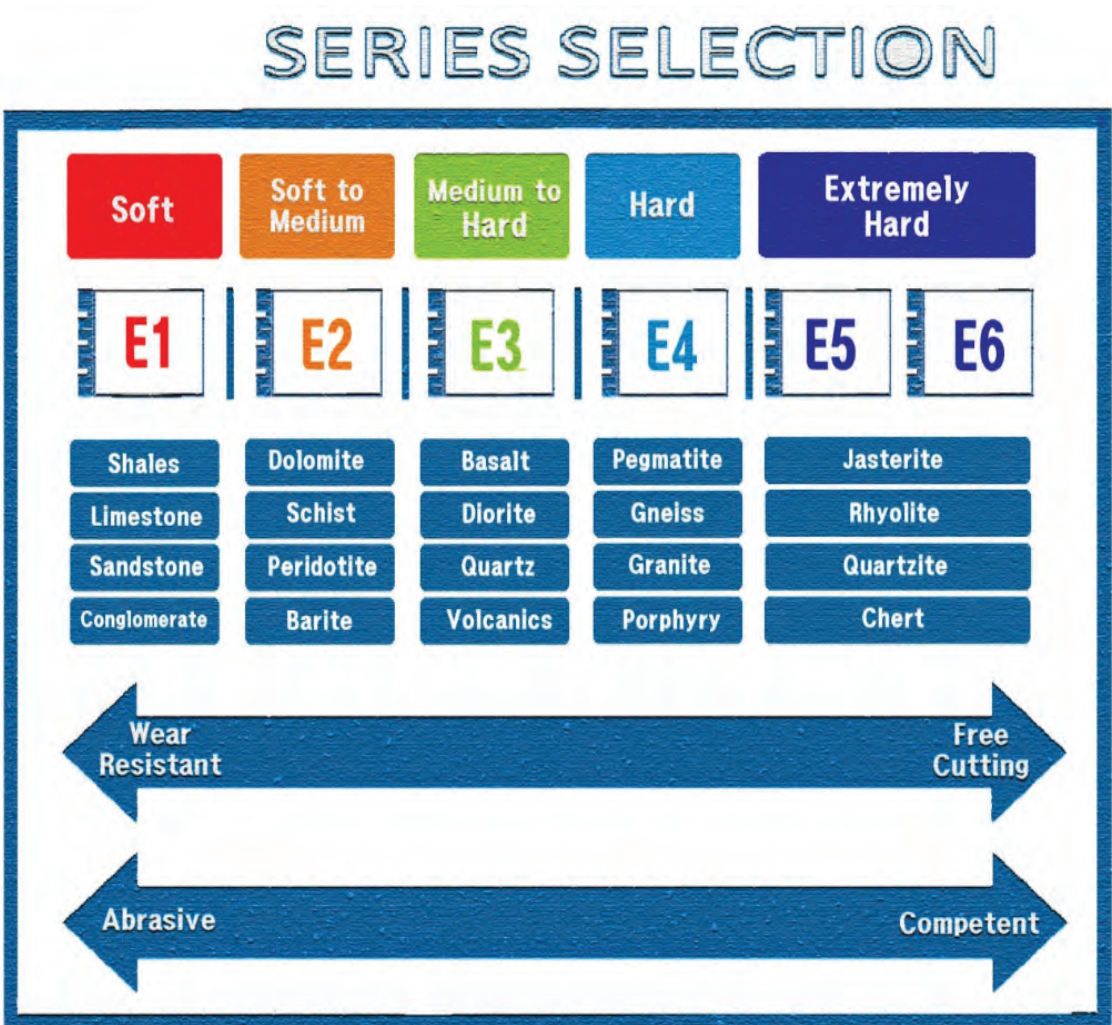 SERIES SELECTION
Soft
Soft to
Medium
Medium to
Hard
Hard
Extremely
Hard
E1
E2
E3
E4
E5
E6
Shales
Dolomite
Basalt
Pegmatite
Jasterite
Limestone
Schist
Diorite
Gneiss
Rhyolite
Sandstone
Peridotite
Quartz
Granite
Quartzite
Conglomerate
Barite
Volcanics
Porphyry
Chert
Wear
Resistant
Free
Cutting
Abrasive
Competent